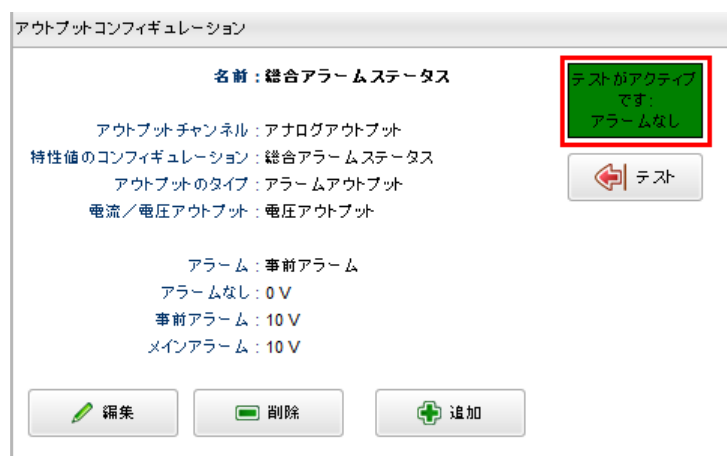 アウトプットコンフィギュレーション
名前 : 総合アラームステータス
テストがアクティブ
です:
アラームなし
アウトプットチャンネル : アナログアウトプット
特性値のコンフィギュレーション : 総合アラームステータス
アウトプットのタイプ : アラームアウトプット
電流／電圧アウトプット : 電圧アウトプット
テスト
アラーム : 事前アラーム
アラームなし : 0 V
事前アラーム : 10 V
メインアラーム : 10 V
編集
削除
追加